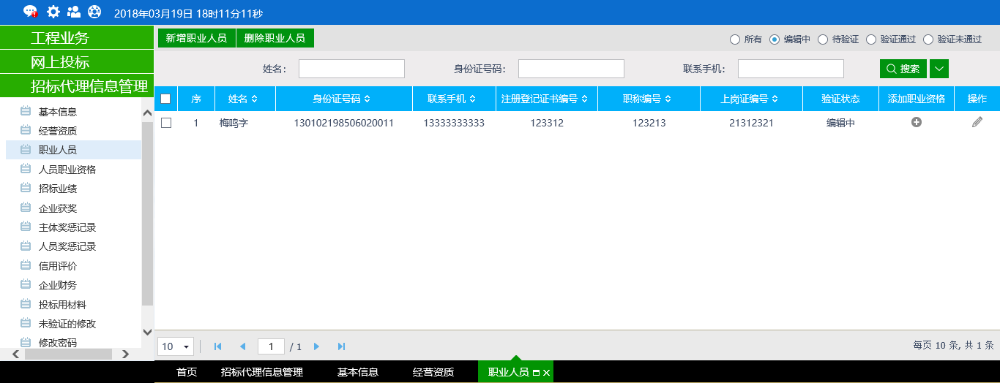 2018年03月19日 18时11分11秒
工程业务
网上投标
招标代理信息管理
基本信息
经营资质
职业人员
人员职业资格
招标业绩
企业获奖
主体奖惩记录
人员奖惩记录
信用评价
企业财务
投标用材料
未验证的修改
修改密码
新增职业人员 删除职业人员 所有 编辑中 待验证 验证通过 验证未通过
姓名： 身份证号码： 联系手机： 搜索
序 姓名 身份证号码 联系手机 注册登记证书编号 职称编号 上岗证编号 验证状态 添加职业资格 操作
1 梅鸣字 130102198506020011 13333333333 123312 123213 21312321 编辑中
10 1 / 1 每页 10 条, 共 1 条
首页 招标代理信息管理 基本信息 经营资质 职业人员